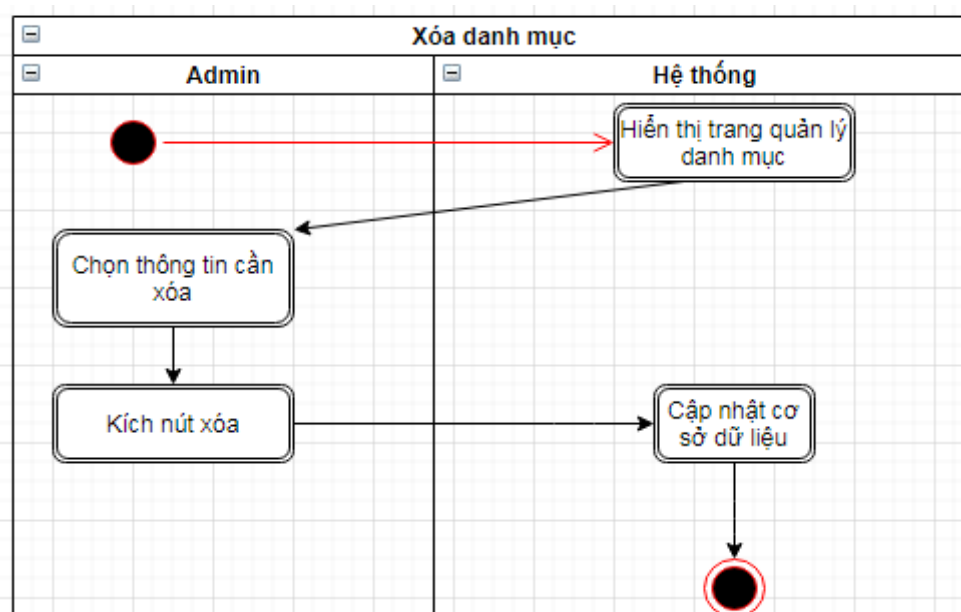 Xóa danh mục
Admin
Hệ thống
Hiển thị trang quản lý
danh mục
Chọn thông tin cần
xóa
Kích nút xóa
Cập nhật cơ
sở dữ liệu